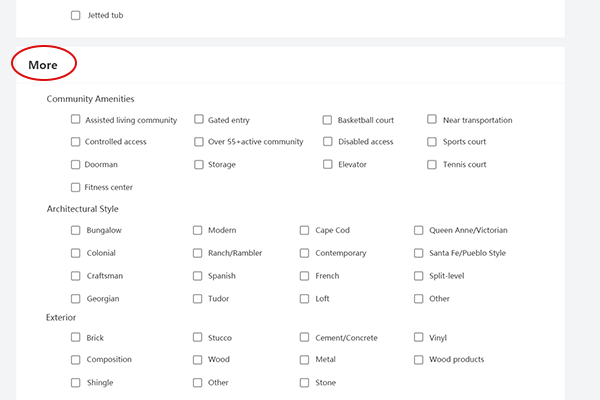 Jetted tub
More
Community Amenities
Assisted living community Gated entry Basketball court Near transportation
Controlled access Over 55+active community Disabled access Sports court
Doorman Storage Elevator Tennis court
Fitness center
Architectural Style
Bungalow Modern Cape Cod Queen Anne/Victorian
Colonial Ranch/Rambler Contemporary Santa Fe/Pueblo Style
Craftsman Spanish French Split-level
Georgian Tudor Loft Other
Exterior
Brick Stucco Cement/Concrete Vinyl
Composition Wood Metal Wood products
Shingle Other Stone